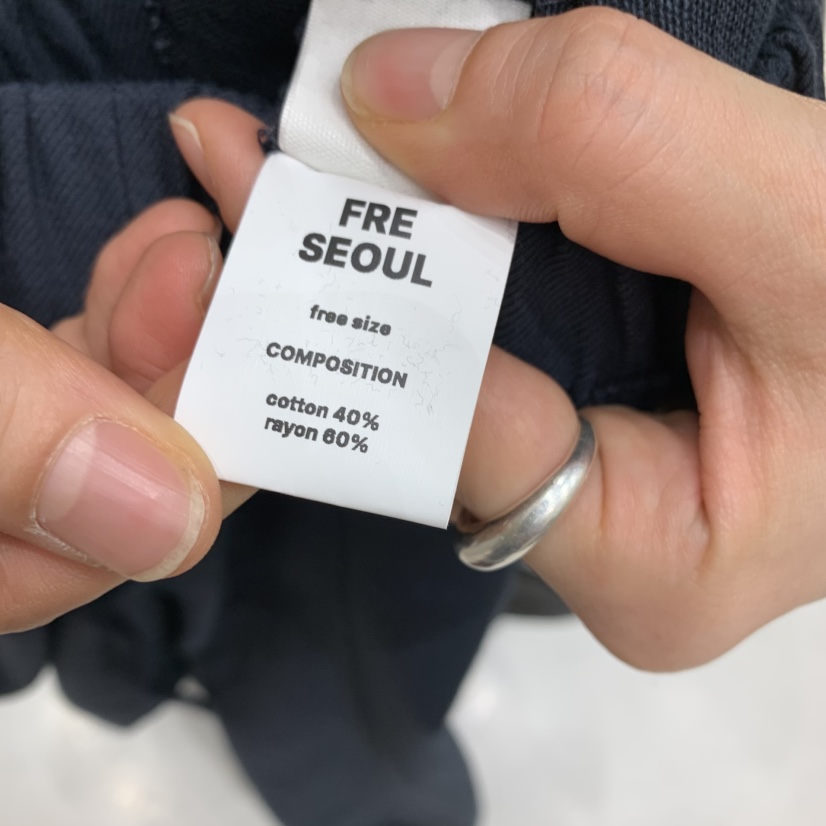 FRE
SEOUL
free size
COMPOSITION
cotton 40%
rayon 60%